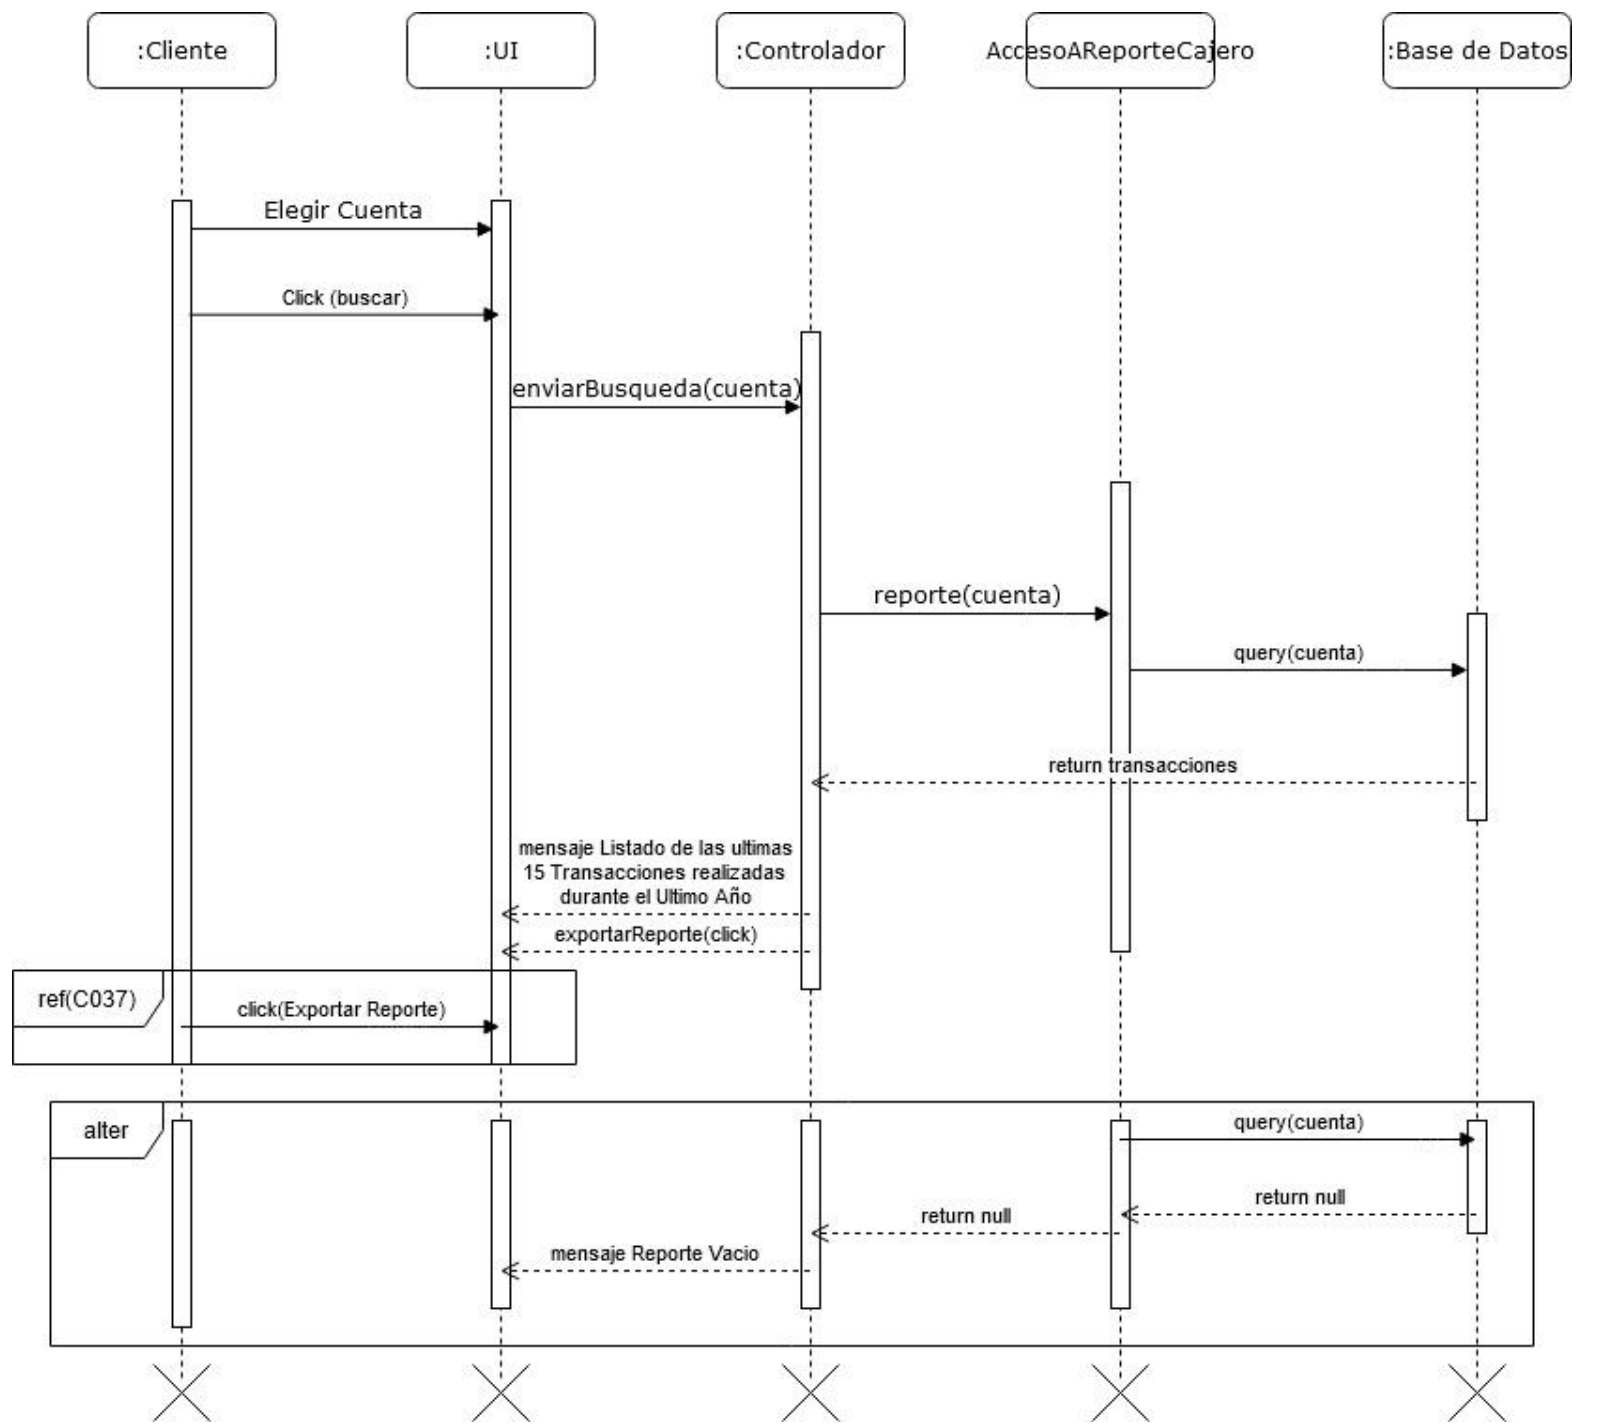 :Cliente
:UI
:Controlador
AccesoAReporteCajero
:Base de Datos
Elegir Cuenta
Click (buscar)
enviarBusqueda(cuenta)
reporte(cuenta)
query(cuenta)
return transacciones
mensaje Listado de las ultimas
15 Transacciones realizadas
durante el Ultimo Año
exportarReporte(click)
ref(C037)
click(Exportar Reporte)
alter
query(cuenta)
return null
return null
mensaje Reporte Vacio